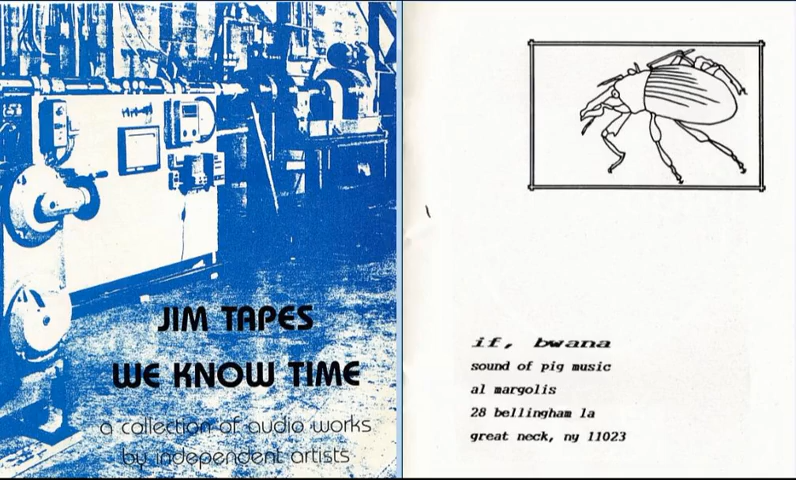 JIM TAPES
WE KNOW TIME
a collection of audio works
by independent artists
if, bwana
sound of pig music
al margolis
28 bellingham la
great neck, ny 11023